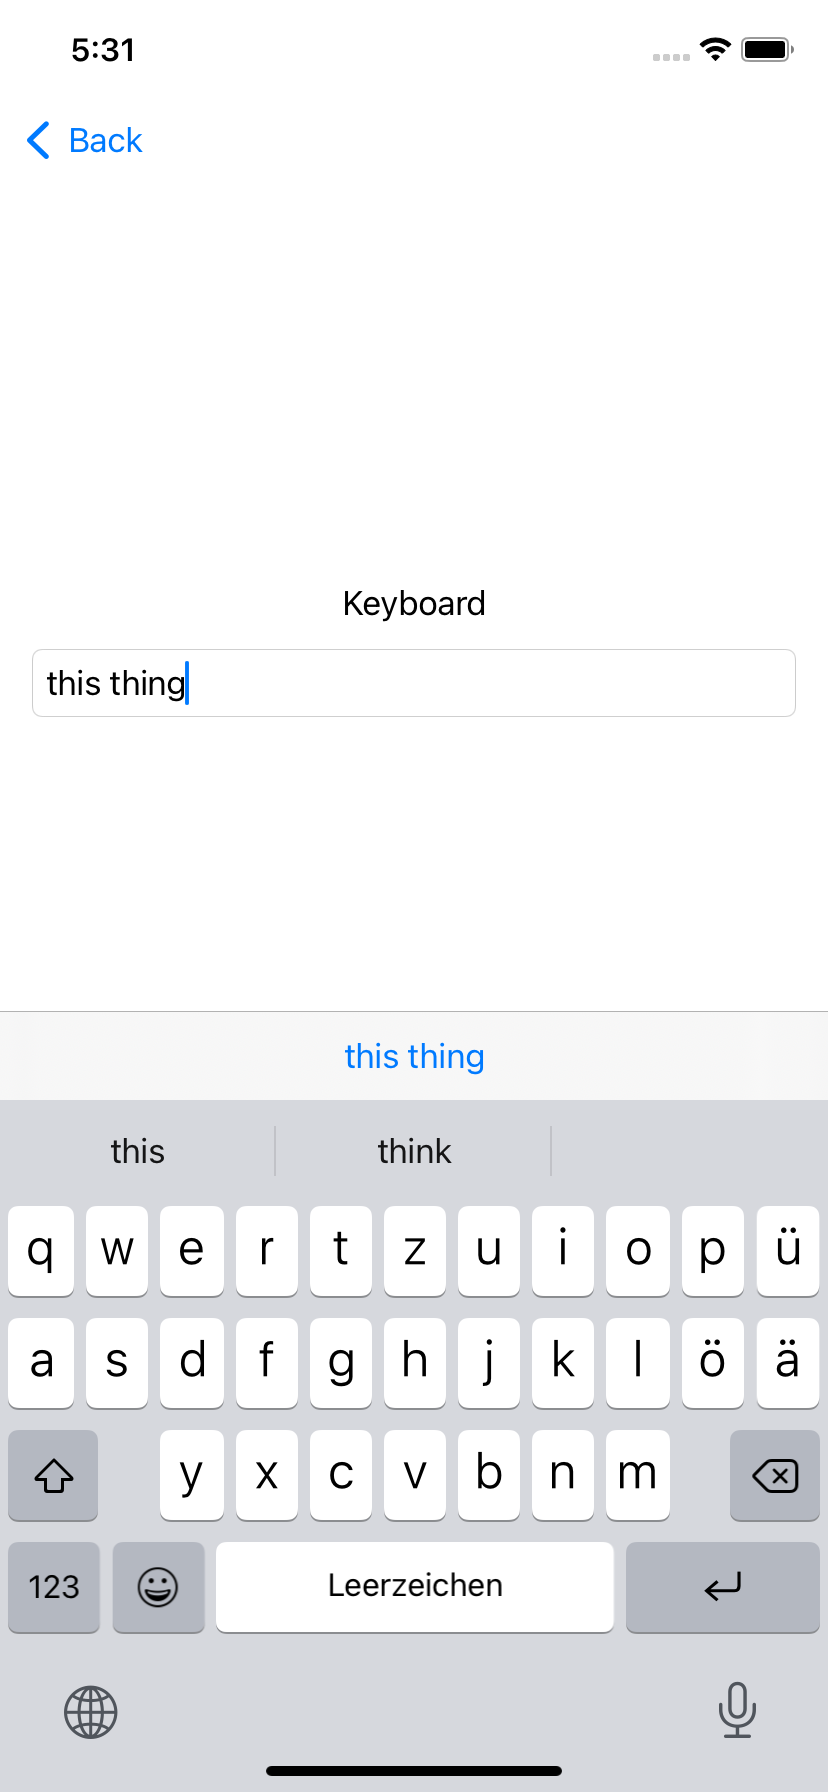 5:31
Back
Keyboard
this thing
this thing
this think
q w e r t z u i o p ü
a s d f g h j k l ö ä
y x c v b n m
123 Leerzeichen